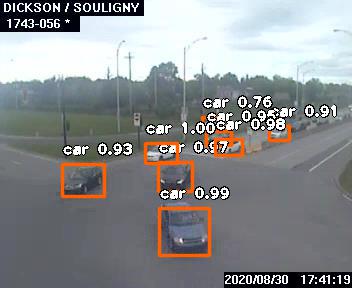 DICKSON / SOULIGNY
1743-056 *
car 0.76
car 0.91
car 1.00
car 0.98
car 0.93
car 0.97
car 0.99
2020/08/30 17:41:19